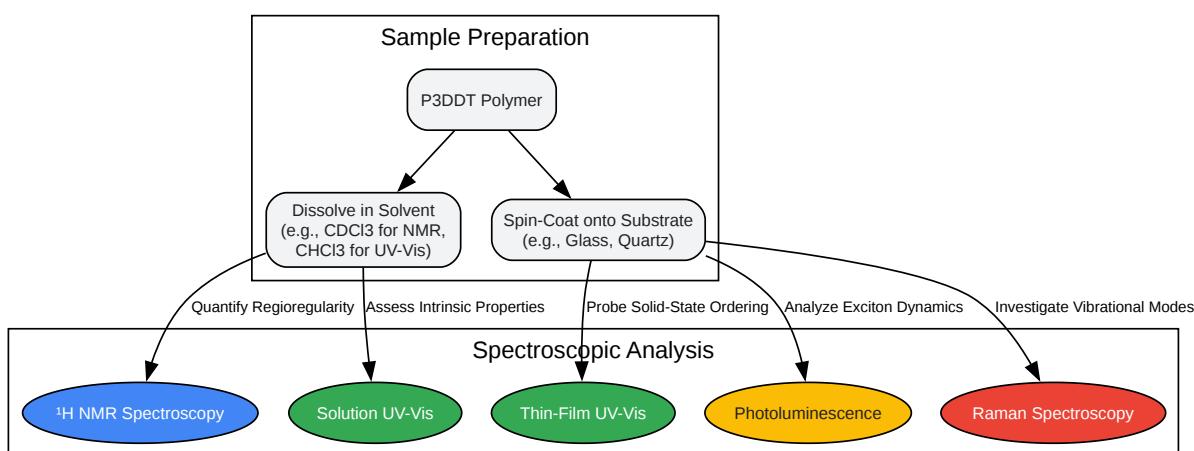 Sample Preparation
P3DDT Polymer
Dissolve in Solvent
(e.g., CDCl3 for NMR,
CHCl3 for UV-Vis)
Spin-Coat onto Substrate
(e.g., Glass, Quartz)
Quantify Regioregularity
Assess Intrinsic Properties
Probe Solid-State Ordering
Analyze Exciton Dynamics
Investigate Vibrational Modes
Spectroscopic Analysis
¹H NMR Spectroscopy
Solution UV-Vis
Thin-Film UV-Vis
Photoluminescence
Raman Spectroscopy